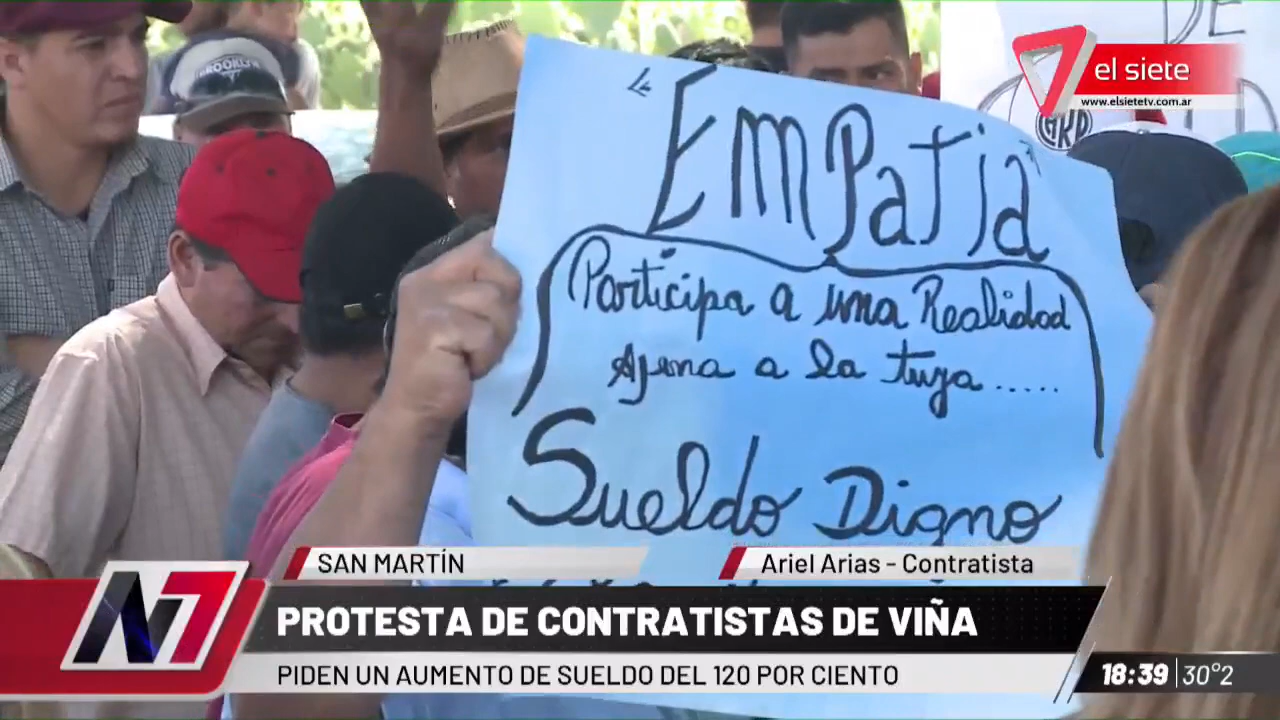 BROOKLYN
DE
el siete
www.elsietetv.com.ar
"Empatia"
Participa a una Realidad
Ajena a la tuya.....
Sueldo Digno
SAN MARTÍN
Ariel Arias - Contratista
N7
PROTESTA DE CONTRATISTAS DE VIÑA
PIDEN UN AUMENTO DE SUELDO DEL 120 POR CIENTO
18:39 30°2